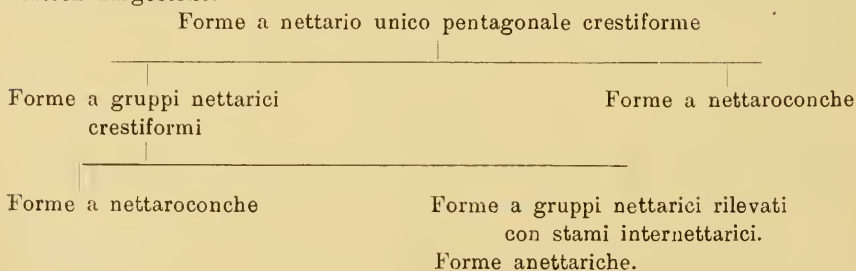 Forme a nettario unico pentagonale crestiforme
Forme a gruppi nettarici
crestiformi
Forme a nettaroconche
Forme a nettaroconche
Forme a gruppi nettarici rilevati
con stami internettarici.
Forme anettariche.